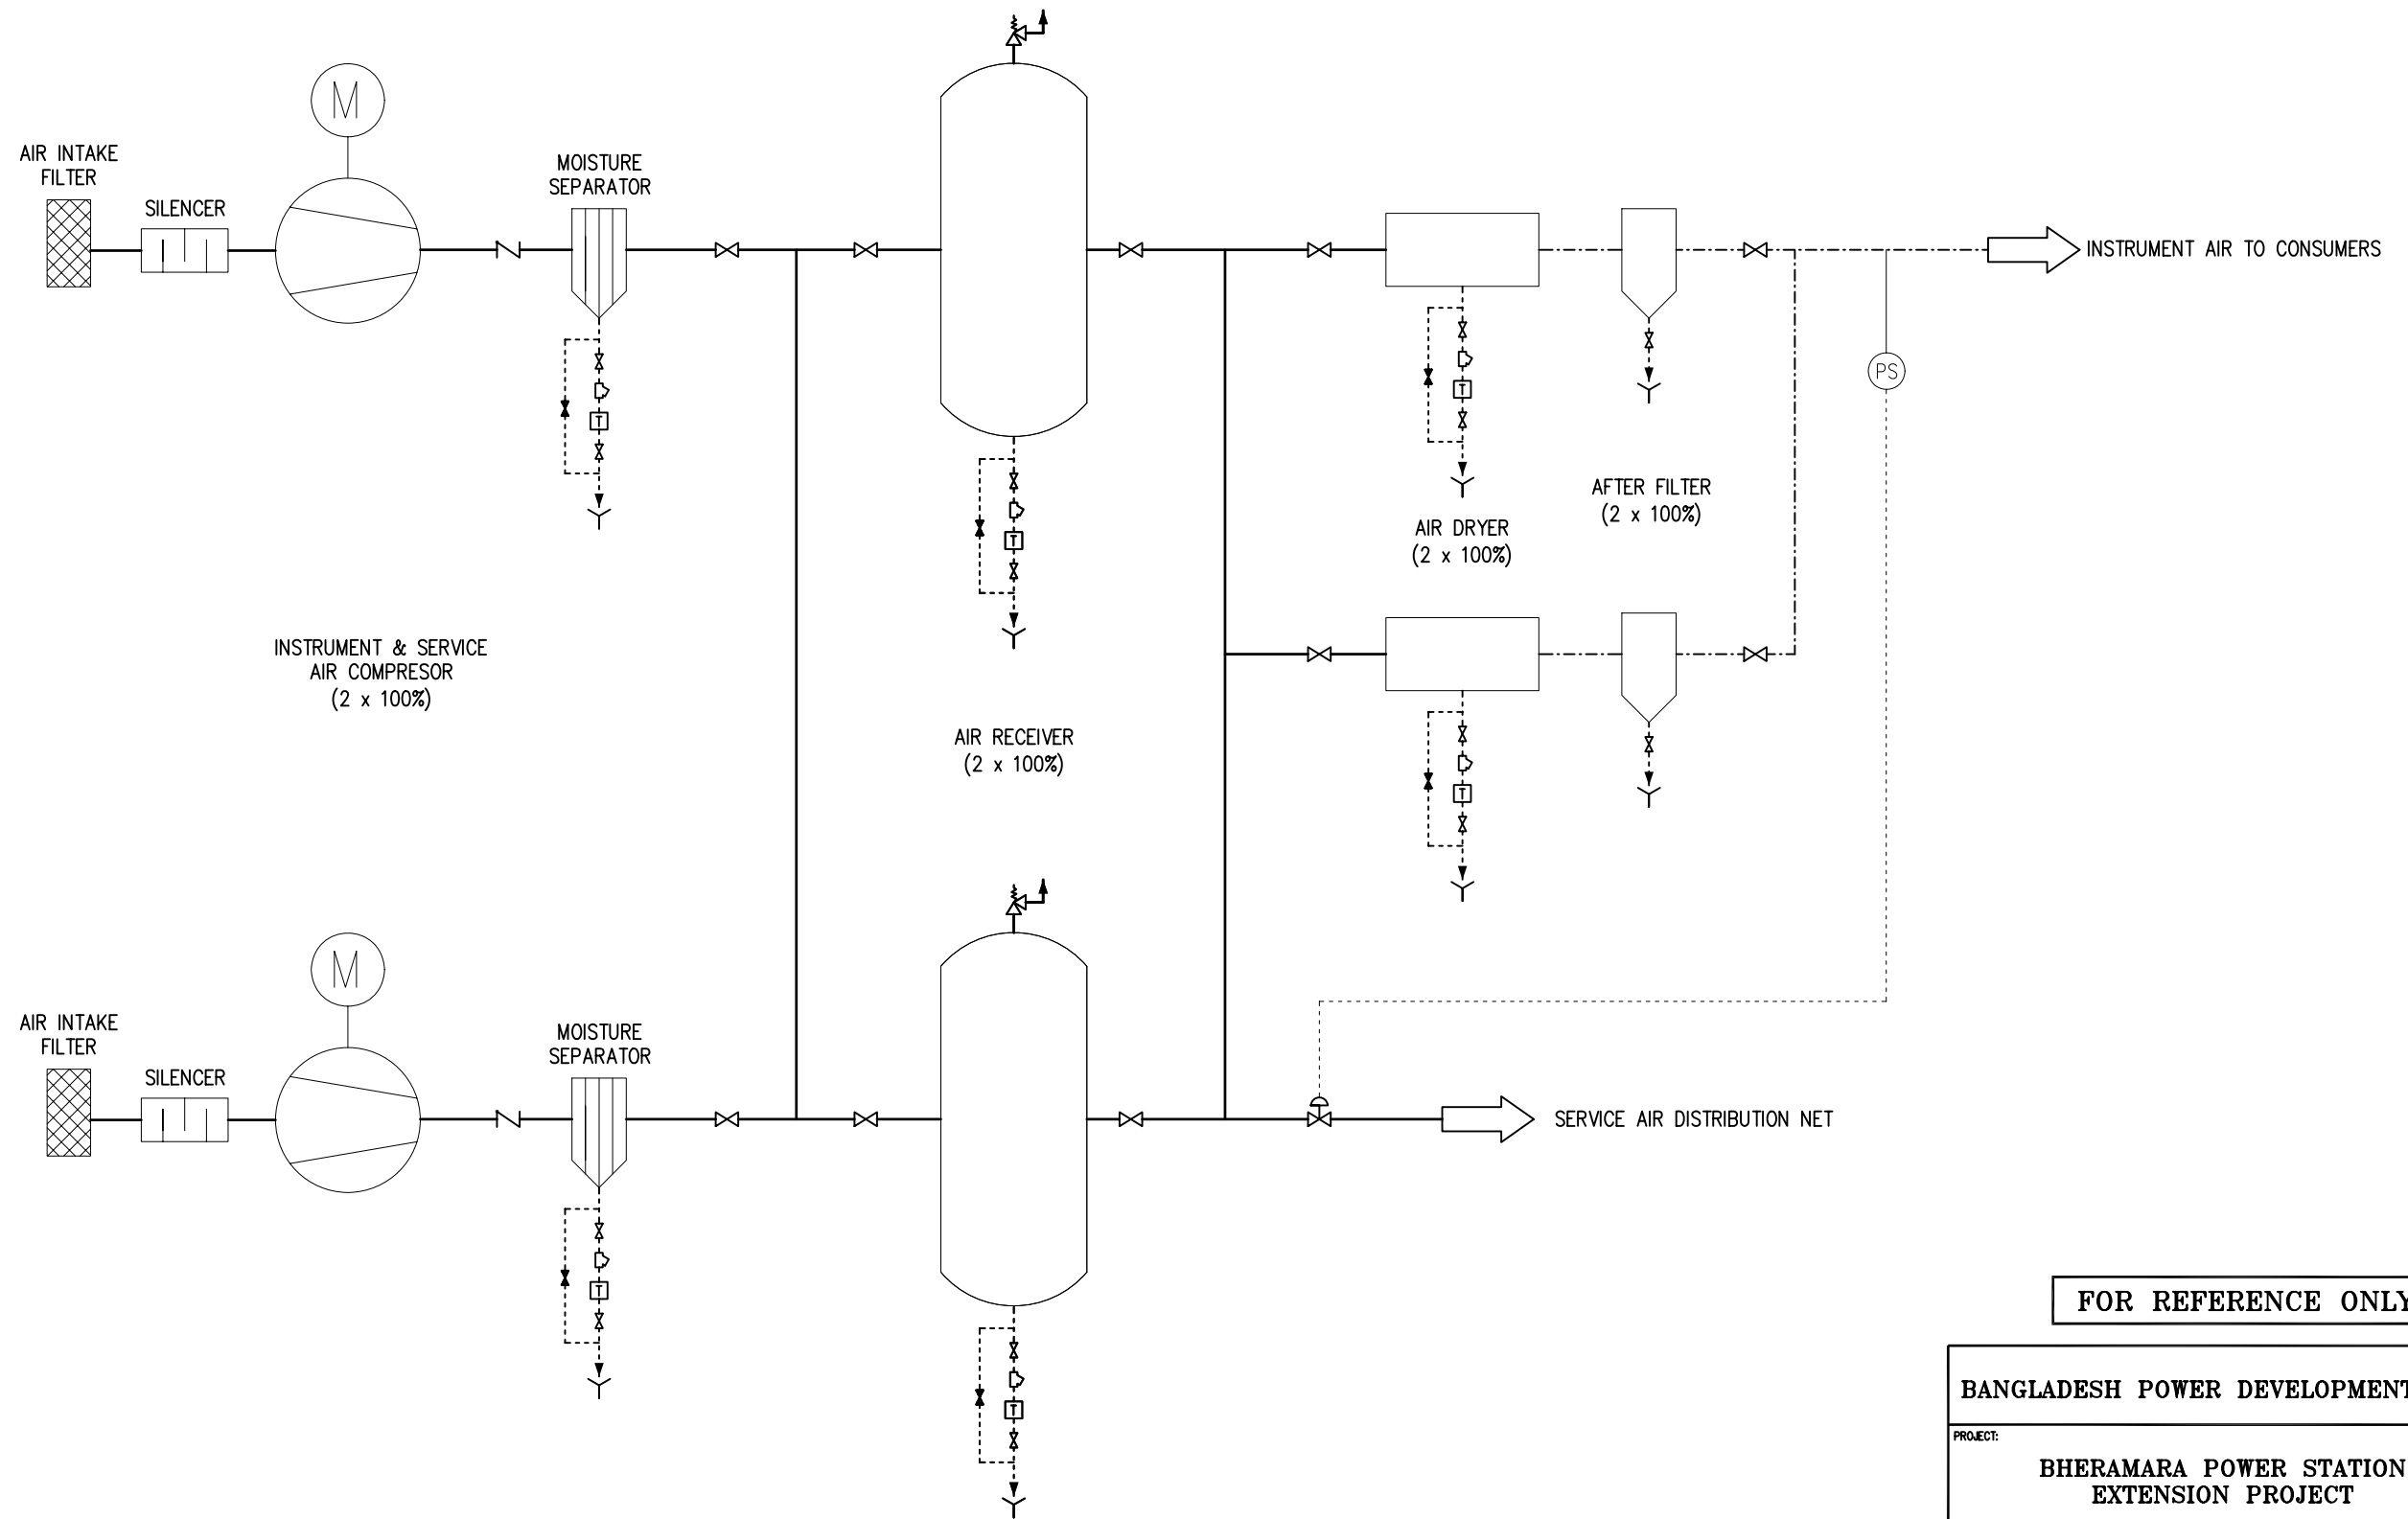 M
AIR INTAKE
FILTER
SILENCER
MOISTURE
SEPARATOR
INSTRUMENT AIR TO CONSUMERS
PS
T
T
T
AFTER FILTER
(2 x 100%)
AIR DRYER
(2 x 100%)
INSTRUMENT & SERVICE
AIR COMPRESOR
(2 x 100%)
AIR RECEIVER
(2 x 100%)
T
M
AIR INTAKE
FILTER
SILENCER
MOISTURE
SEPARATOR
SERVICE AIR DISTRIBUTION NET
T
T
FOR REFERENCE ONLY
BANGLADESH POWER DEVELOPMENT
PROJECT:
BHERAMARA POWER STATION
EXTENSION PROJECT